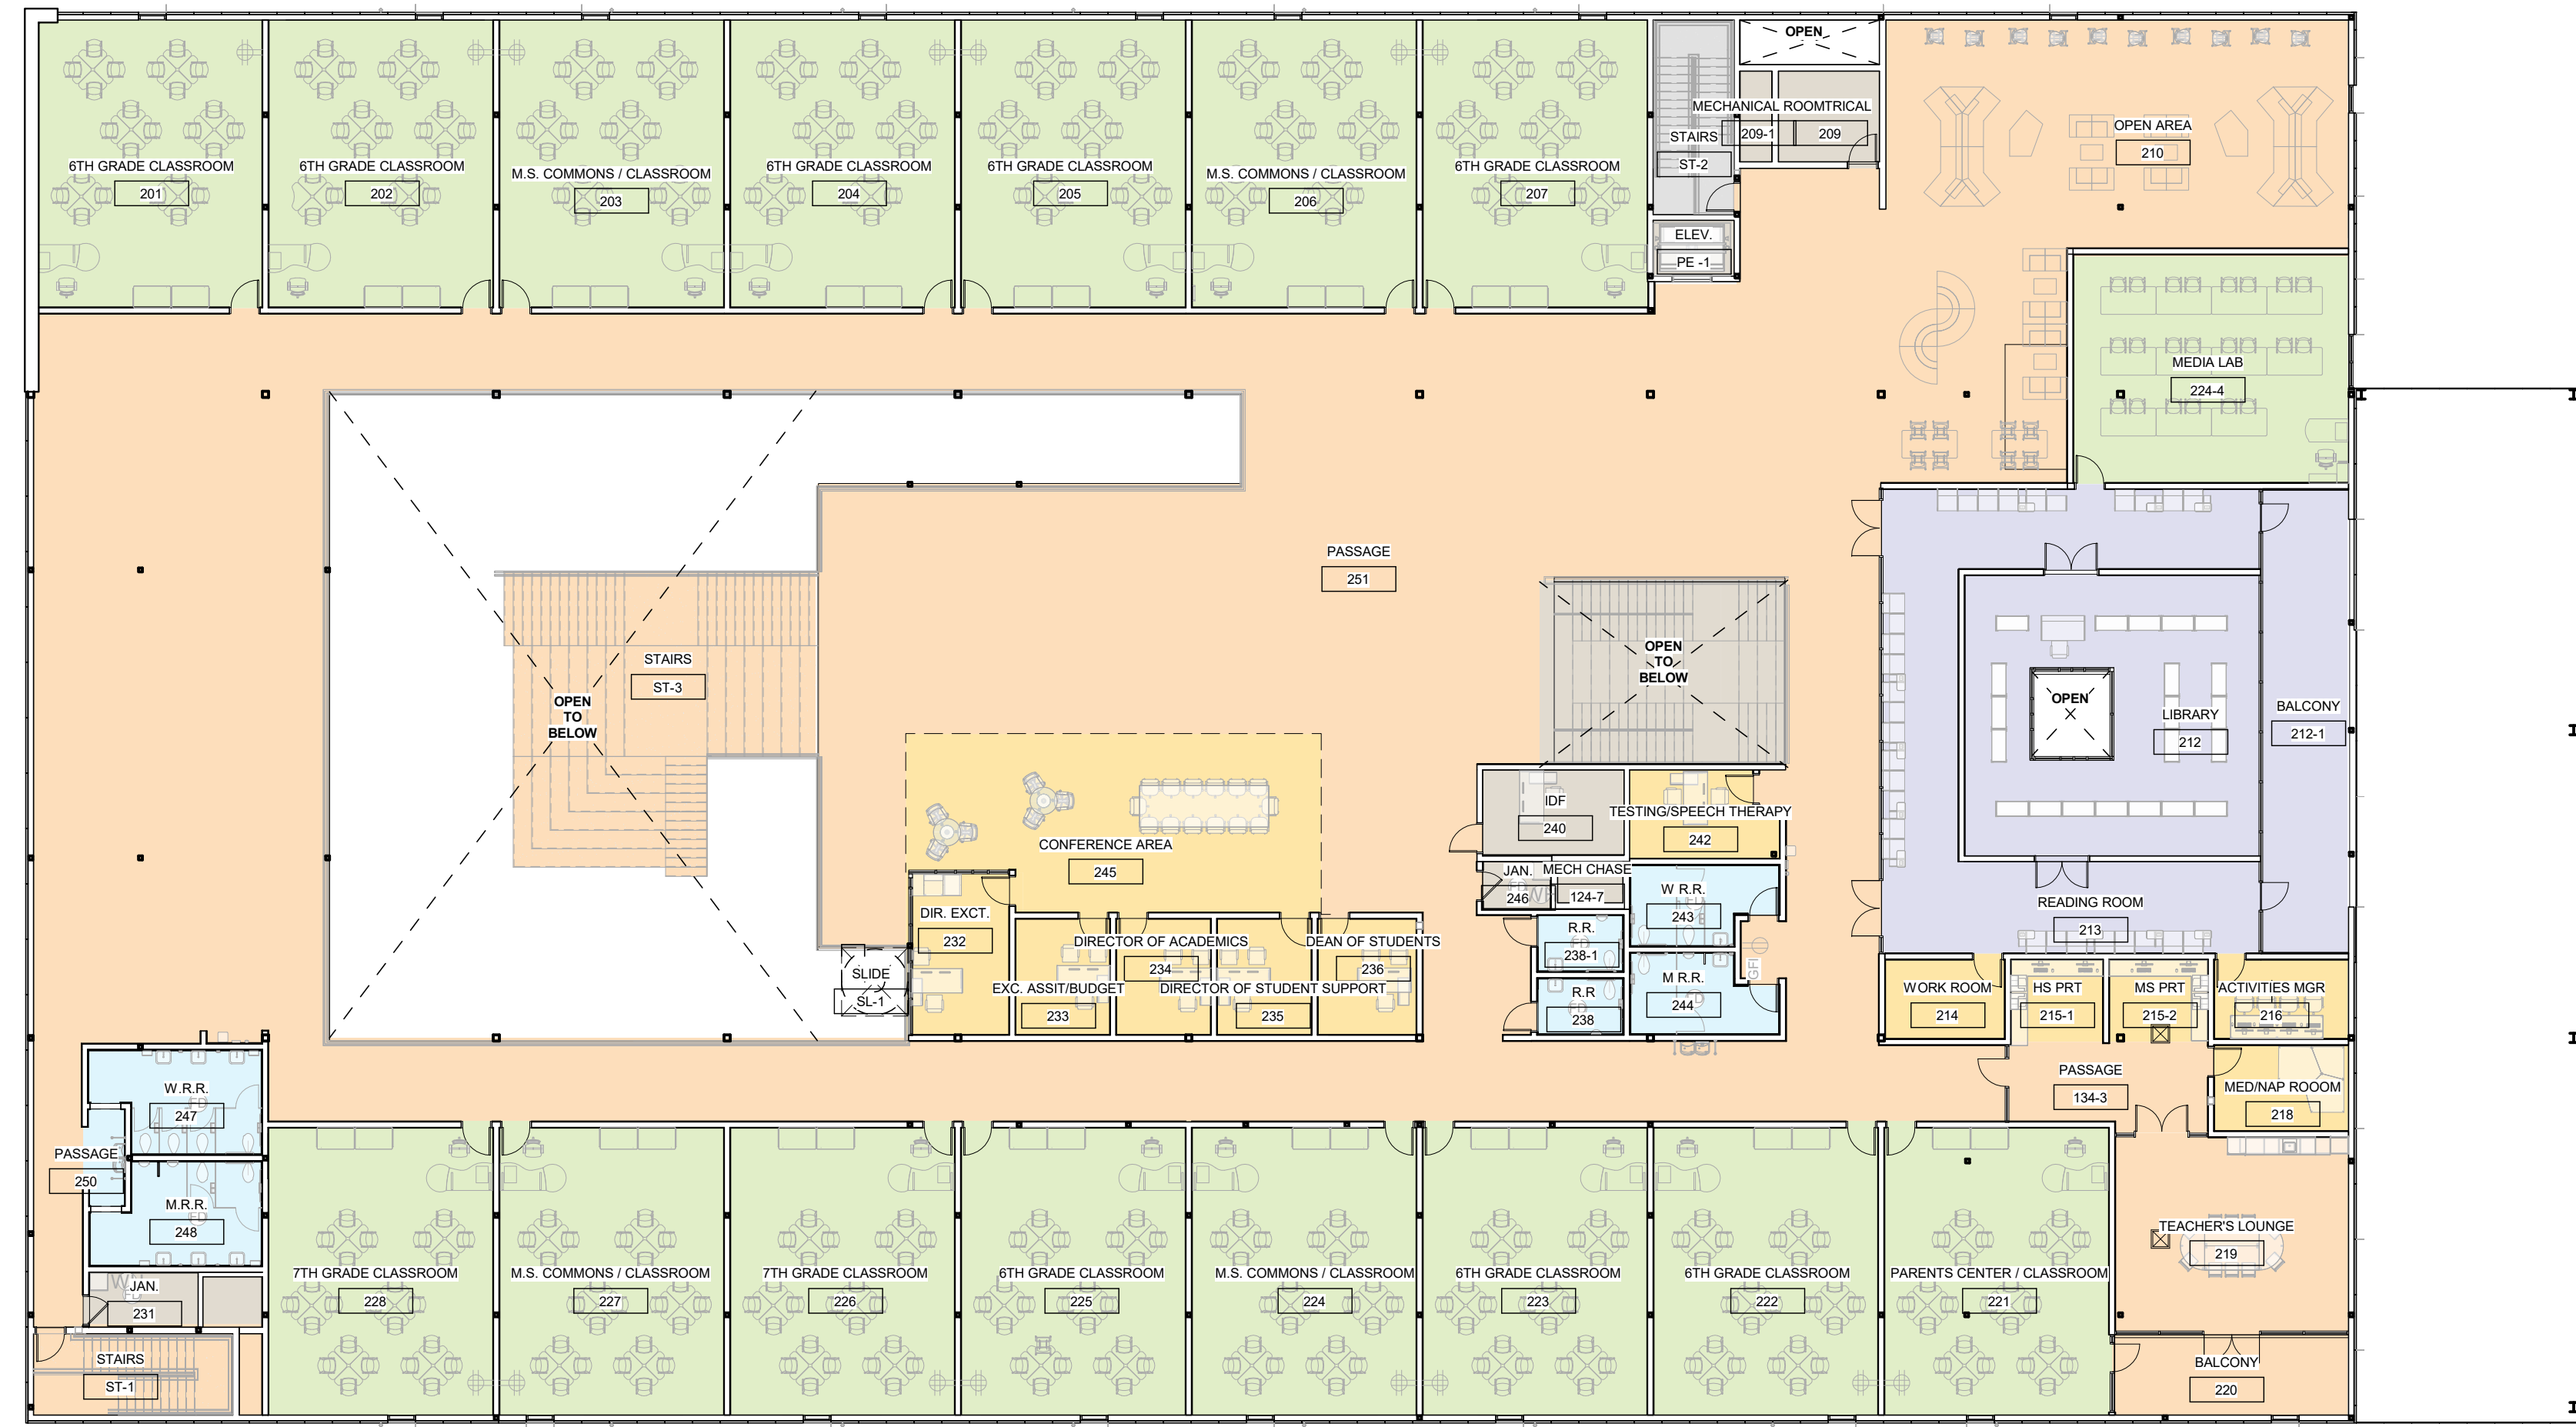 OPEN
MECHANICAL ROOMTRICAL
209-1
209
STAIRS
ST-2
OPEN AREA
210
6TH GRADE CLASSROOM
201
6TH GRADE CLASSROOM
202
M.S. COMMONS / CLASSROOM
203
6TH GRADE CLASSROOM
204
6TH GRADE CLASSROOM
205
M.S. COMMONS / CLASSROOM
206
6TH GRADE CLASSROOM
207
ELEV.
PE -1
MEDIA LAB
224-4
PASSAGE
251
STAIRS
ST-3
OPEN
TO
BELOW
OPEN
TO
BELOW
OPEN
LIBRARY
212
BALCONY
212-1
CONFERENCE AREA
245
IDF
240
TESTING/SPEECH THERAPY
242
JAN.
246
MECH CHASE
124-7
W R.R.
243
READING ROOM
213
DIR. EXCT.
232
DIRECTOR OF ACADEMICS
234
DEAN OF STUDENTS
236
R.R.
238-1
SLIDE
SL-1
EXC. ASSIT/BUDGET
233
DIRECTOR OF STUDENT SUPPORT
235
R.R
238
M R.R.
244
GFI
WORK ROOM
214
HS PRT
215-1
MS PRT
215-2
ACTIVITIES MGR
216
PASSAGE
134-3
MED/NAP ROOOM
218
W.R.R.
247
FD
PASSAGE
250
M.R.R.
248
FD
JAN.
231
STAIRS
ST-1
7TH GRADE CLASSROOM
228
M.S. COMMONS / CLASSROOM
227
7TH GRADE CLASSROOM
226
6TH GRADE CLASSROOM
225
M.S. COMMONS / CLASSROOM
224
6TH GRADE CLASSROOM
223
6TH GRADE CLASSROOM
222
PARENTS CENTER / CLASSROOM
221
TEACHER'S LOUNGE
219
BALCONY
220